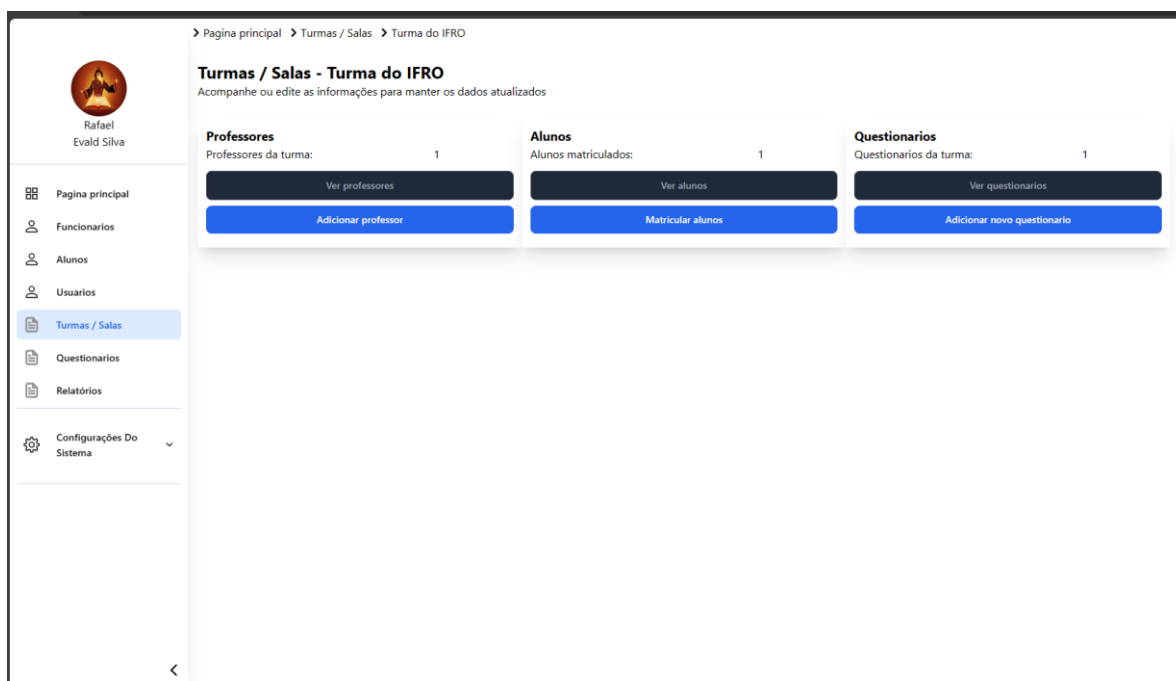 Pagina principal Turmas / Salas Turma do IFRO
Turmas / Salas - Turma do IFRO
Acompanhe ou edite as informações para manter os dados atualizados
Rafael
Evald Silva
Pagina principal
Funcionarios
Alunos
Usuarios
Turmas / Salas
Questionarios
Relatórios
Configurações Do
Sistema
Professores
Professores da turma: 1
Ver professores
Adicionar professor
Alunos
Alunos matriculados: 1
Ver alunos
Matricular alunos
Questionarios
Questionarios da turma: 1
Ver questionarios
Adicionar novo questionario